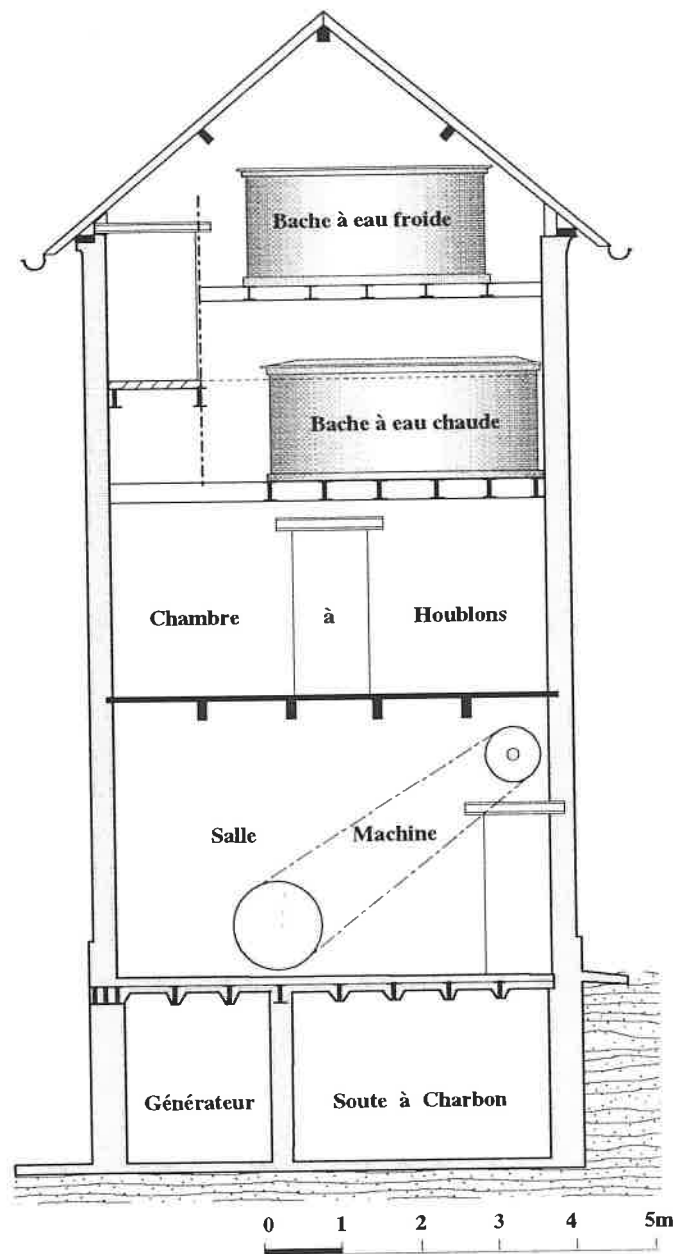 Bache à eau froide
Bache à eau chaude
Chambre à Houblons
Salle Machine
Générateur Soute à Charbon
0 1 2 3 4 5m